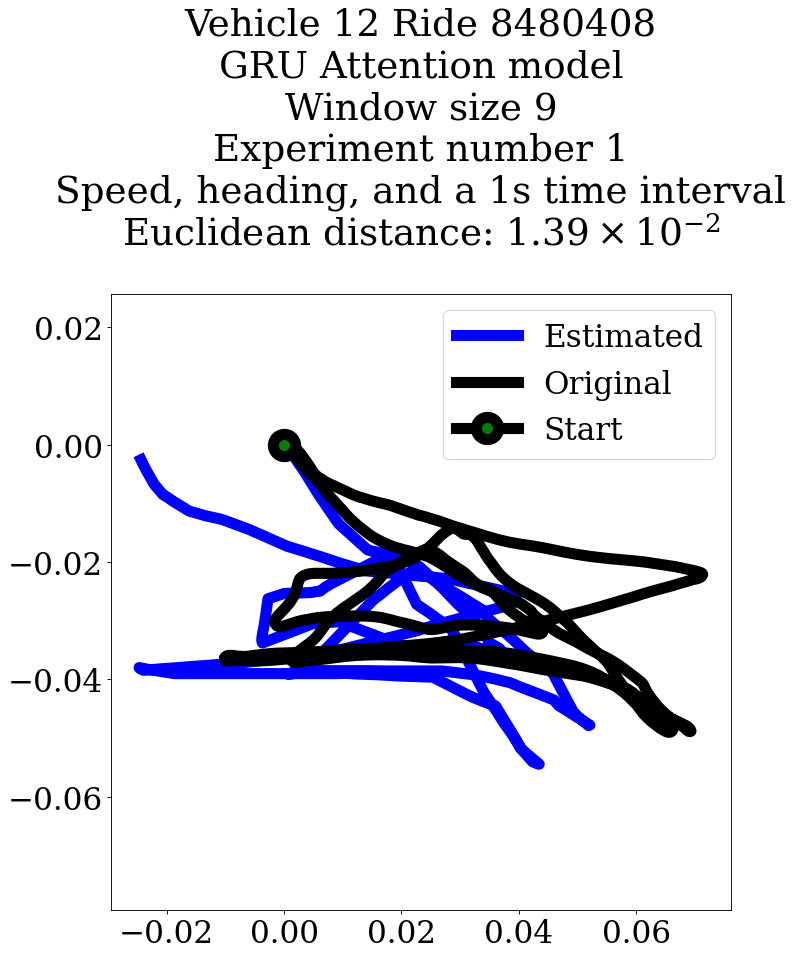 Vehicle 12 Ride 8480408
GRU Attention model
Window size 9
Experiment number 1
Speed, heading, and a 1s time interval
Euclidean distance: 1.39 × 10⁻²
Estimated
Original
Start
0.02
0.00
−0.02
−0.04
−0.06
−0.02 0.00 0.02 0.04 0.06